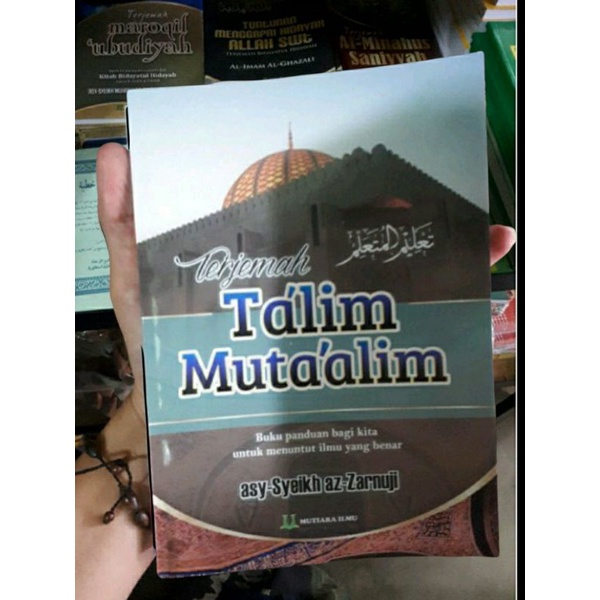 Terjemah
maroqil
'ubudiyah
Kitab Bidayatul Hidayah
TUNTUNAN
MENGGAPAI HIDAYAH
ALLAH SWT
AL-IMAM AL-GHAZALI
Terjemah
Al-Minahus
Saniyyah
تعليم المتعلم
Terjemah
Ta'lim
Muta'alim
Buku panduan bagi kita
untuk menuntut ilmu yang benar
asy-Syeikh az-Zarnuji
MUTIARA ILMU